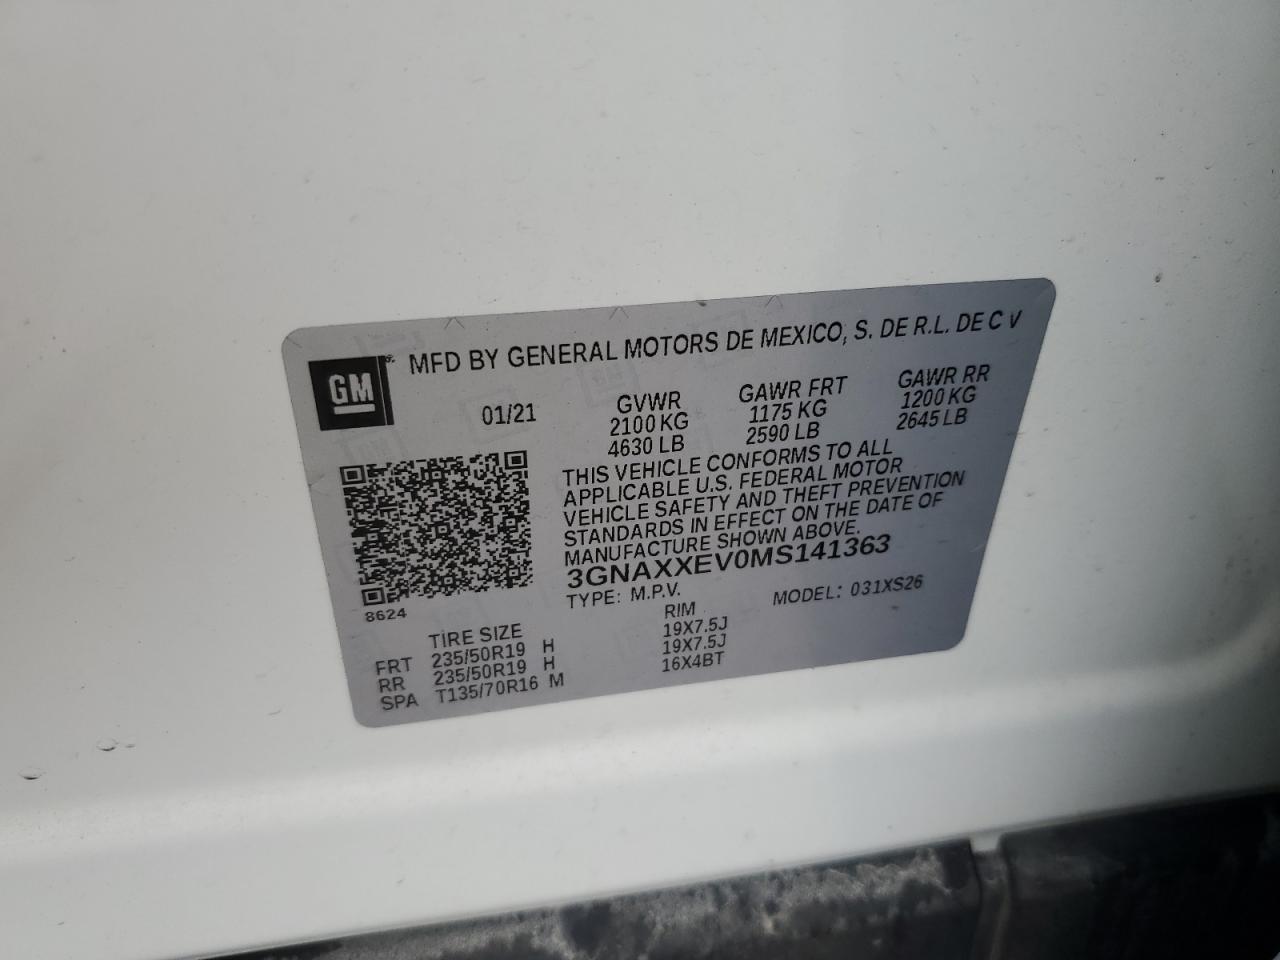 MFD BY GENERAL MOTORS DE MEXICO, S. DE R.L. DE C V
GM
01/21
GVWR
2100 KG
4630 LB
GAWR FRT
1175 KG
2590 LB
GAWR RR
1200 KG
2645 LB
THIS VEHICLE CONFORMS TO ALL
APPLICABLE U.S. FEDERAL MOTOR
VEHICLE SAFETY AND THEFT PREVENTION
STANDARDS IN EFFECT ON THE DATE OF
MANUFACTURE SHOWN ABOVE.
3GNAXXEV0MS141363
TYPE: M.P.V. MODEL: 031XS26
8624
TIRE SIZE RIM
FRT 235/50R19 H 19X7.5J
RR 235/50R19 H 19X7.5J
SPA T135/70R16 M 16X4BT